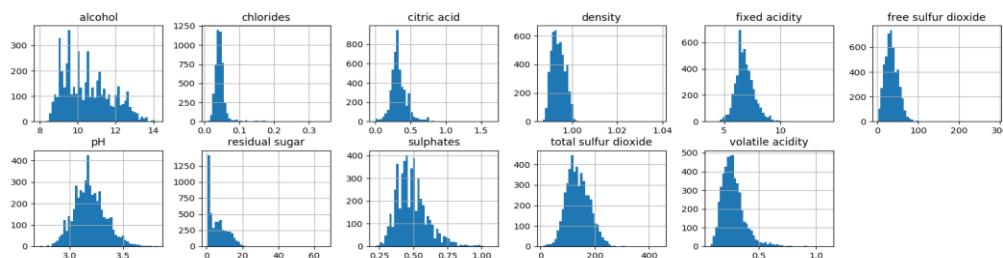 alcohol chlorides citric acid density fixed acidity free sulfur dioxide
300 200 100 0
8 10 12 14
1250 1000 750 500 250 0
0.0 0.1 0.2 0.3
800 600 400 200 0
0.0 0.5 1.0 1.5
600 400 200 0
1.00 1.02 1.04
600 400 200 0
5 10
600 400 200 0
0 100 200 300
pH residual sugar sulphates total sulfur dioxide volatile acidity
400 300 200 100 0
3.0 3.5
1250 1000 750 500 250 0
0 20 40 60
400 300 200 100 0
0.25 0.50 0.75 1.00
400 300 200 100 0
0 200 400
500 400 300 200 100 0
0.5 1.0